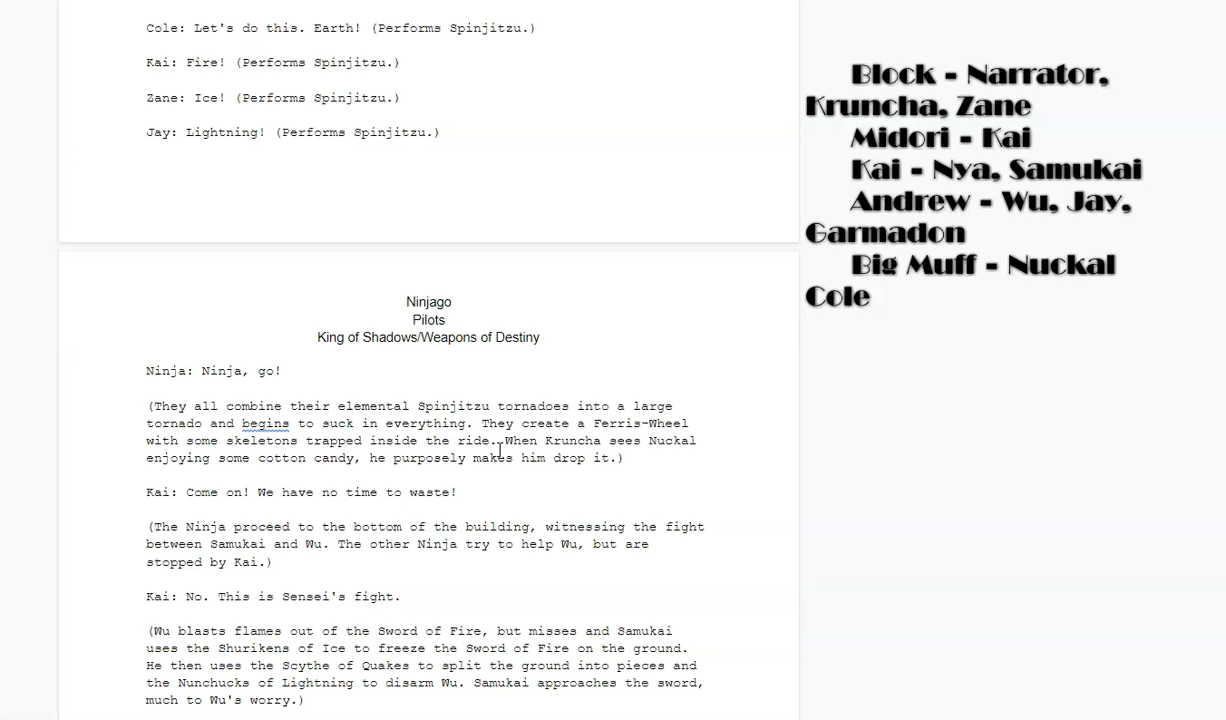 Cole: Let's do this. Earth! (Performs Spinjitzu.)
Kai: Fire! (Performs Spinjitzu.)
Zane: Ice! (Performs Spinjitzu.)
Jay: Lightning! (Performs Spinjitzu.)
Ninjago
Pilots
King of Shadows/Weapons of Destiny
Ninja: Ninja, go!
(They all combine their elemental Spinjitzu tornadoes into a large
tornado and begins to suck in everything. They create a Ferris-Wheel
with some skeletons trapped inside the ride. When Kruncha sees Nuckal
enjoying some cotton candy, he purposely makes him drop it.)
Kai: Come on! We have no time to waste!
(The Ninja proceed to the bottom of the building, witnessing the fight
between Samukai and Wu. The other Ninja try to help Wu, but are
stopped by Kai.)
Kai: No. This is Sensei's fight.
(Wu blasts flames out of the Sword of Fire, but misses and Samukai
uses the Shurikens of Ice to freeze the Sword of Fire on the ground.
He then uses the Scythe of Quakes to split the ground into pieces and
the Nunchucks of Lightning to disarm Wu. Samukai approaches the sword,
much to Wu's worry.)
Block - Narrator,
Kruncha, Zane
Midori - Kai
Kai - Nya, Samukai
Andrew - Wu, Jay,
Garmadon
Big Muff - Nuckal
Cole